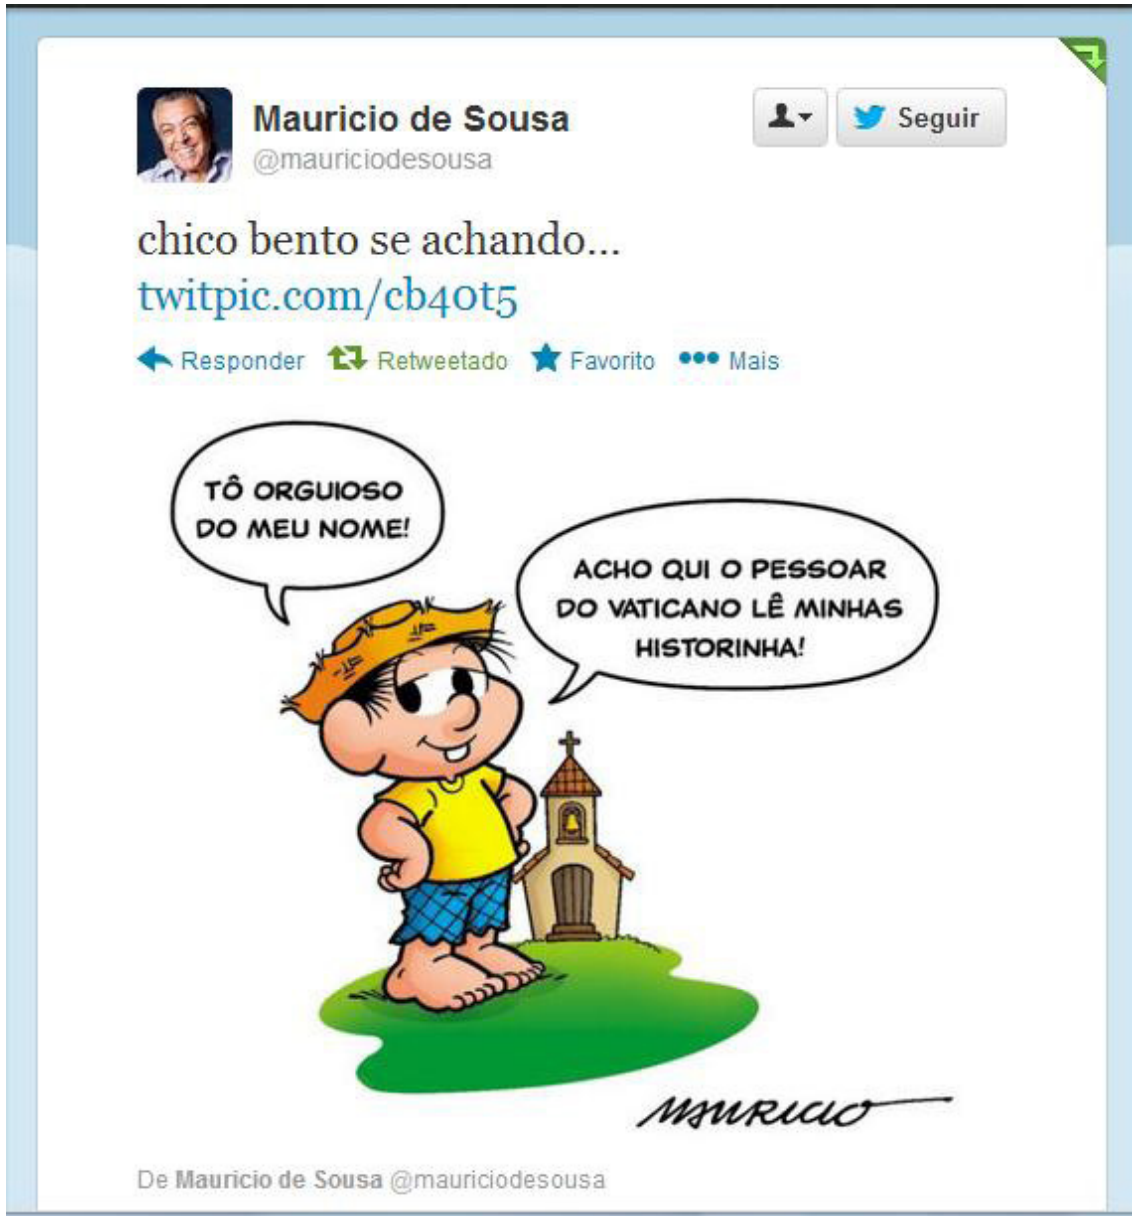 Mauricio de Sousa
@mauriciodesousa
Seguir
chico bento se achando...
twitpic.com/cb40t5
Responder Retweetado Favorito Mais
TÔ ORGUIOSO
DO MEU NOME!
ACHO QUI O PESSOAR
DO VATICANO LÊ MINHAS
HISTORINHA!
MAURICIO
De Mauricio de Sousa @mauriciodesousa